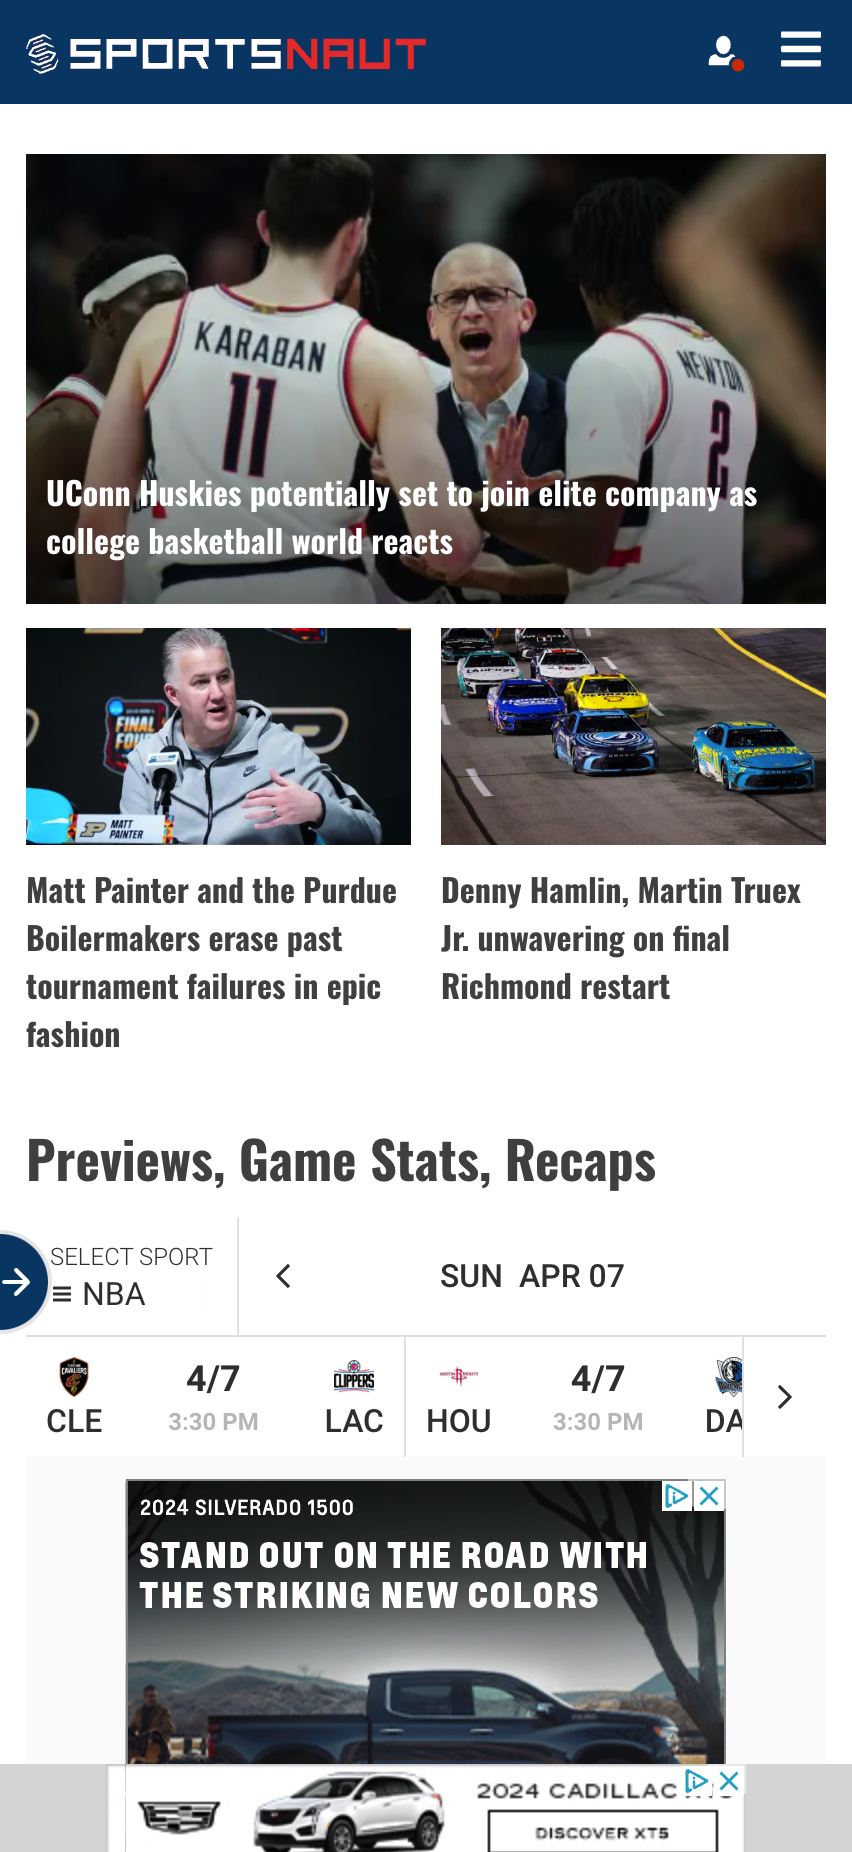 SPORTSNAUT
KARABAN
11
NEWTON
2
UConn Huskies potentially set to join elite company as
college basketball world reacts
FINAL
FOU
MATT
PAINTER
Matt Painter and the Purdue
Boilermakers erase past
tournament failures in epic
fashion
Denny Hamlin, Martin Truex
Jr. unwavering on final
Richmond restart
Previews, Game Stats, Recaps
SELECT SPORT
NBA
SUN APR 07
CAVALIERS
CLE
4/7
3:30 PM
CLIPPERS
LAC
HOU
4/7
3:30 PM
DA
2024 SILVERADO 1500
STAND OUT ON THE ROAD WITH
THE STRIKING NEW COLORS
2024 CADILLAC
DISCOVER XT5